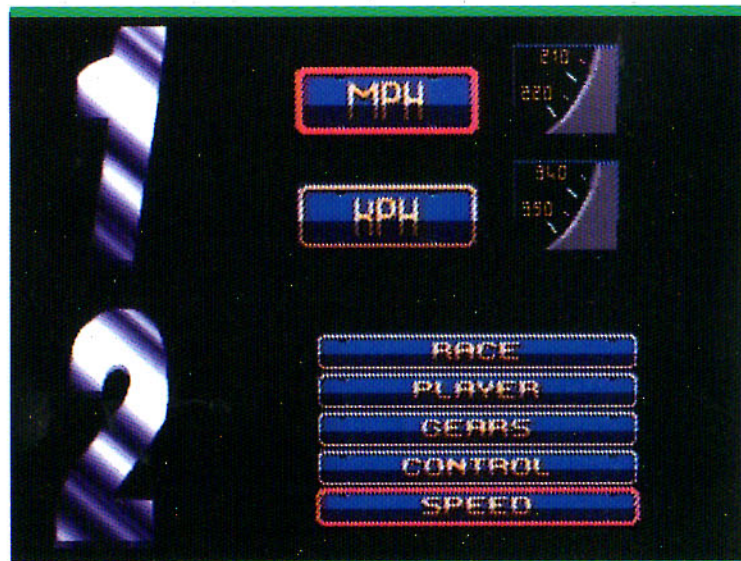 1
MPH
210
220
KPH
340
350
2
RACE
PLAYER
GEARS
CONTROL
SPEED